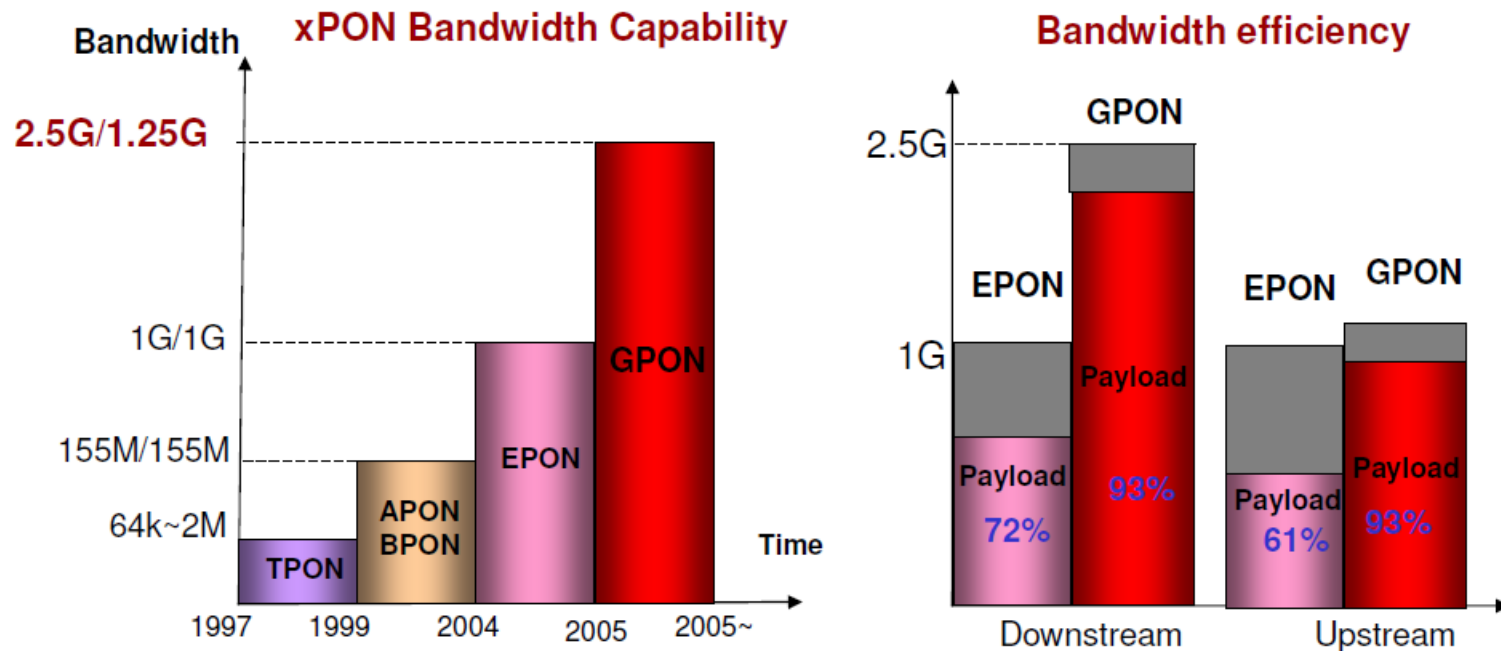 xPON Bandwidth Capability
Bandwidth
2.5G/1.25G
1G/1G
155M/155M
64k~2M
TPON
APON
BPON
EPON
GPON
Time
1997
1999
2004
2005
2005~
Bandwidth efficiency
2.5G
1G
EPON
GPON
EPON
GPON
Payload
72%
Payload
93%
Payload
61%
Payload
93%
Downstream
Upstream